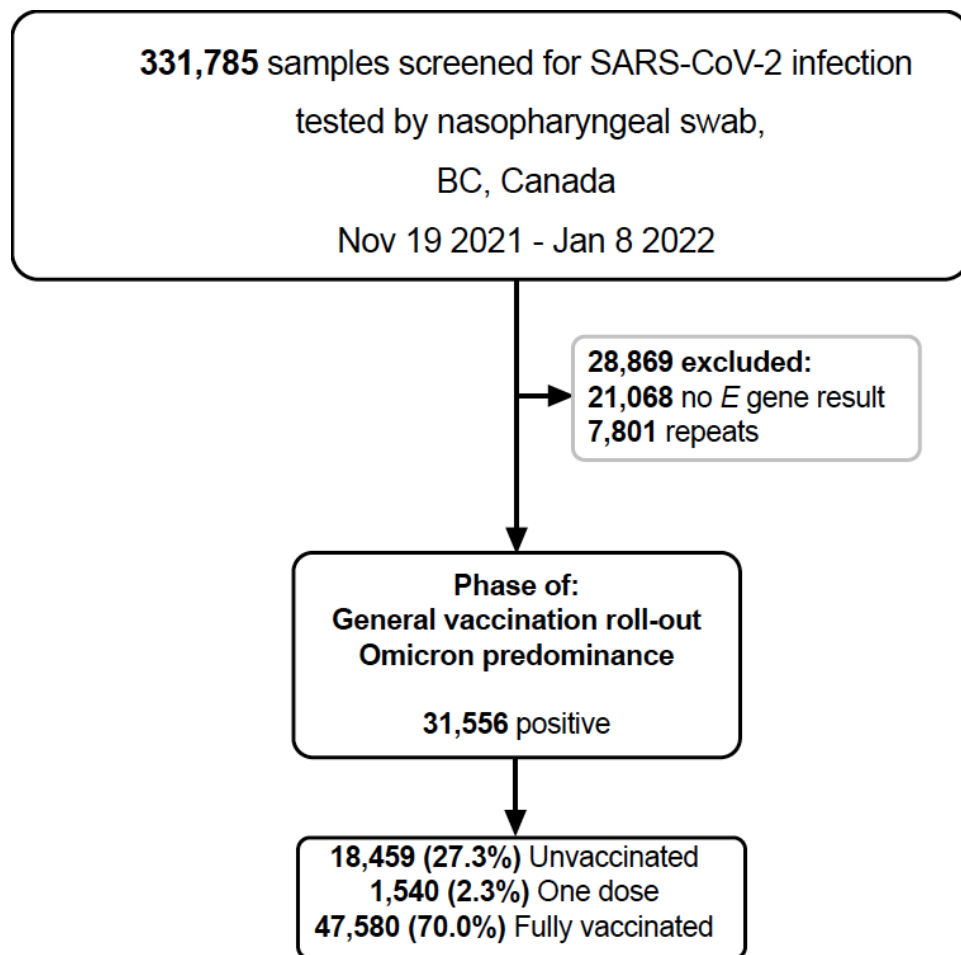 331,785 samples screened for SARS-CoV-2 infection
tested by nasopharyngeal swab,
BC, Canada
Nov 19 2021 - Jan 8 2022
28,869 excluded:
21,068 no E gene result
7,801 repeats
Phase of:
General vaccination roll-out
Omicron predominance
31,556 positive
18,459 (27.3%) Unvaccinated
1,540 (2.3%) One dose
47,580 (70.0%) Fully vaccinated